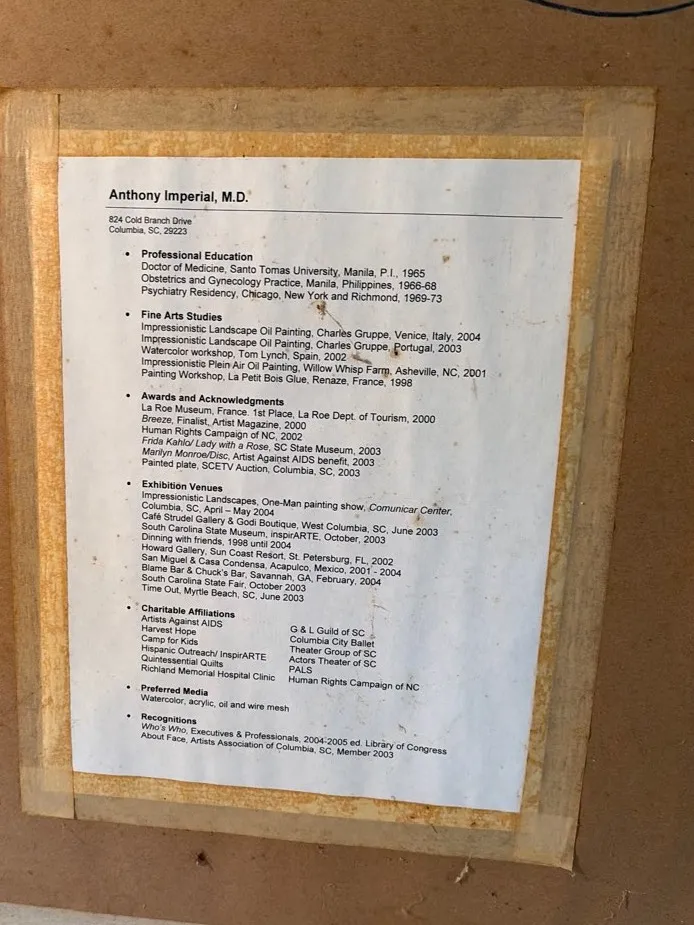 Anthony Imperial, M.D.
824 Cold Branch Drive
Columbia, SC, 29223
• Professional Education
Doctor of Medicine, Santo Tomas University, Manila, P.I., 1965
Obstetrics and Gynecology Practice, Manila, Philippines, 1966-68
Psychiatry Residency, Chicago, New York and Richmond, 1969-73
• Fine Arts Studies
Impressionistic Landscape Oil Painting, Charles Gruppe, Venice, Italy, 2004
Impressionistic Landscape Oil Painting, Charles Gruppe, Portugal, 2003
Watercolor workshop, Tom Lynch, Spain, 2002
Impressionistic Plein Air Oil Painting, Willow Whisp Farm, Asheville, NC, 2001
Painting Workshop, La Petit Bois Glue, Renaze, France, 1998
• Awards and Acknowledgments
La Roe Museum, France. 1st Place, La Roe Dept. of Tourism, 2000
Breeze, Finalist, Artist Magazine, 2000
Human Rights Campaign of NC, 2002
Frida Kahlo/ Lady with a Rose, SC State Museum, 2003
Marilyn Monroe/Disc, Artist Against AIDS benefit, 2003
Painted plate, SCETV Auction, Columbia, SC, 2003
• Exhibition Venues
Impressionistic Landscapes, One-Man painting show, Comunicar Center,
Columbia, SC, April – May 2004
Café Strudel Gallery & Godi Boutique, West Columbia, SC, June 2003
South Carolina State Museum, inspirARTE, October, 2003
Dinning with friends, 1998 until 2004
Howard Gallery, Sun Coast Resort, St. Petersburg, FL, 2002
San Miguel & Casa Condensa, Acapulco, Mexico, 2001 - 2004
Blame Bar & Chuck's Bar, Savannah, GA, February, 2004
South Carolina State Fair, October 2003
Time Out, Myrtle Beach, SC, June 2003
• Charitable Affiliations
Artists Against AIDS
Harvest Hope
Camp for Kids
Hispanic Outreach/ InspirARTE
Quintessential Quilts
Richland Memorial Hospital Clinic
G & L Guild of SC
Columbia City Ballet
Theater Group of SC
Actors Theater of SC
PALS
Human Rights Campaign of NC
• Preferred Media
Watercolor, acrylic, oil and wire mesh
• Recognitions
Who's Who, Executives & Professionals, 2004-2005 ed. Library of Congress
About Face, Artists Association of Columbia, SC, Member 2003